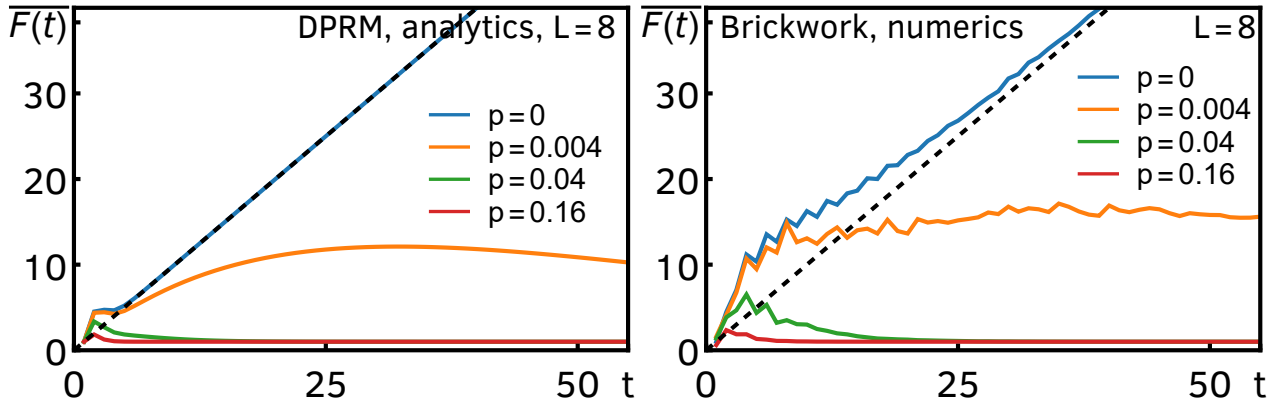 F(t)
DPRM, analytics, L = 8
30
20
10
0
0
25
50
t
p = 0
p = 0.004
p = 0.04
p = 0.16
F(t)
Brickwork, numerics
L = 8
30
20
10
0
0
25
50
t
p = 0
p = 0.004
p = 0.04
p = 0.16